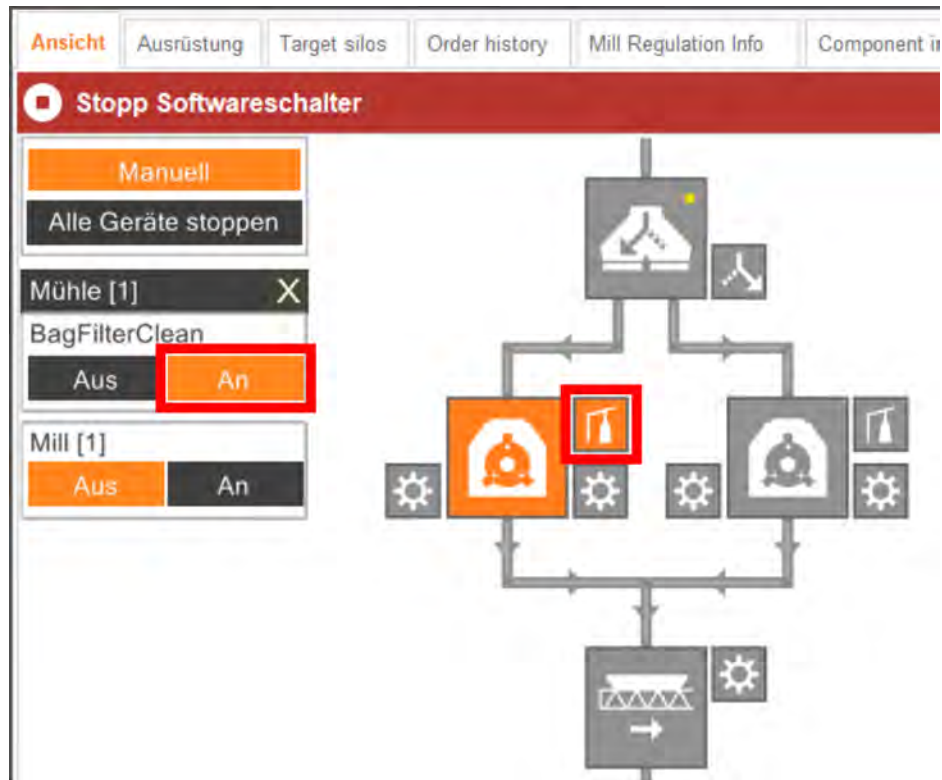 Ansicht Ausrüstung Target silos Order history Mill Regulation Info Component
Stopp Softwareschalter
Manuell
Alle Geräte stoppen
Mühle [1] X
BagFilterClean
Aus An
Mill [1]
Aus An